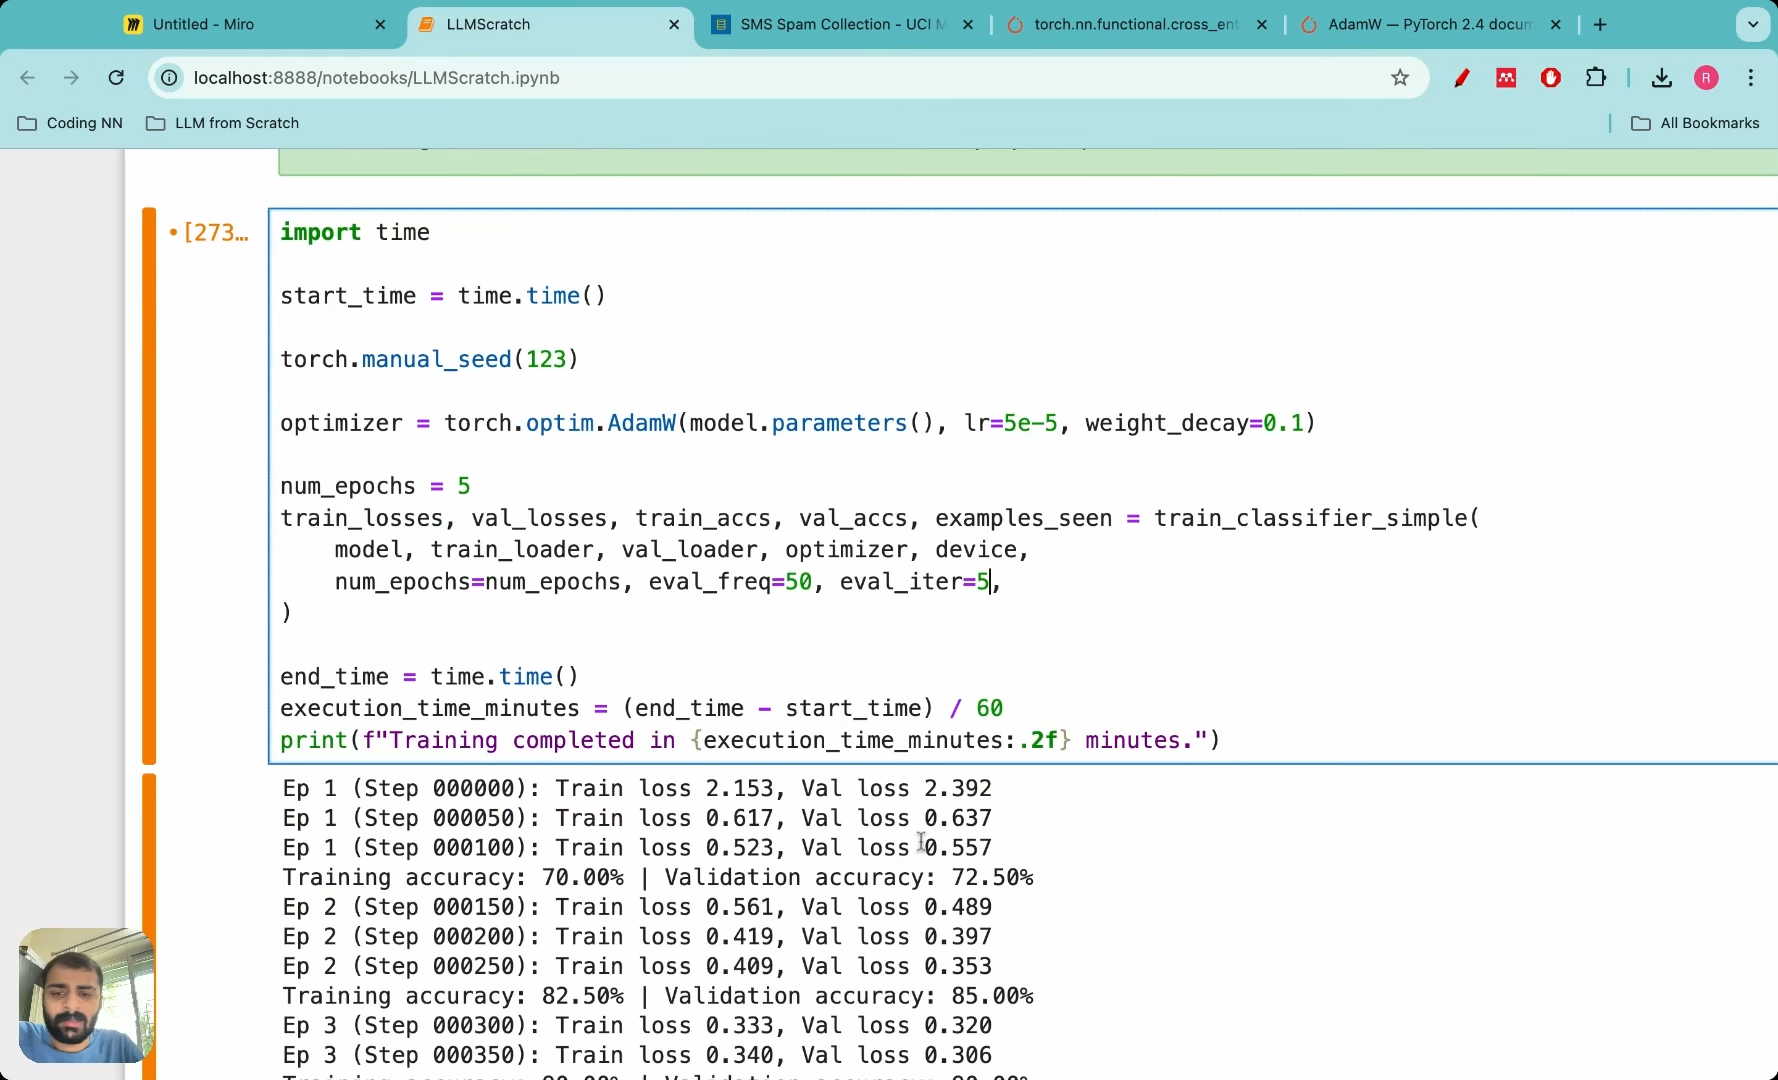 Untitled - Miro
LLMScratch
SMS Spam Collection - UCI M
torch.nn.functional.cross_ent
AdamW — PyTorch 2.4 docum
localhost:8888/notebooks/LLMScratch.ipynb
R
Coding NN
LLM from Scratch
All Bookmarks
[273…
import time
start_time = time.time()
torch.manual_seed(123)
optimizer = torch.optim.AdamW(model.parameters(), lr=5e-5, weight_decay=0.1)
num_epochs = 5
train_losses, val_losses, train_accs, val_accs, examples_seen = train_classifier_simple(
    model, train_loader, val_loader, optimizer, device,
    num_epochs=num_epochs, eval_freq=50, eval_iter=5,
)
end_time = time.time()
execution_time_minutes = (end_time - start_time) / 60
print(f"Training completed in {execution_time_minutes:.2f} minutes.")
Ep 1 (Step 000000): Train loss 2.153, Val loss 2.392
Ep 1 (Step 000050): Train loss 0.617, Val loss 0.637
Ep 1 (Step 000100): Train loss 0.523, Val loss 0.557
Training accuracy: 70.00% | Validation accuracy: 72.50%
Ep 2 (Step 000150): Train loss 0.561, Val loss 0.489
Ep 2 (Step 000200): Train loss 0.419, Val loss 0.397
Ep 2 (Step 000250): Train loss 0.409, Val loss 0.353
Training accuracy: 82.50% | Validation accuracy: 85.00%
Ep 3 (Step 000300): Train loss 0.333, Val loss 0.320
Ep 3 (Step 000350): Train loss 0.340, Val loss 0.306